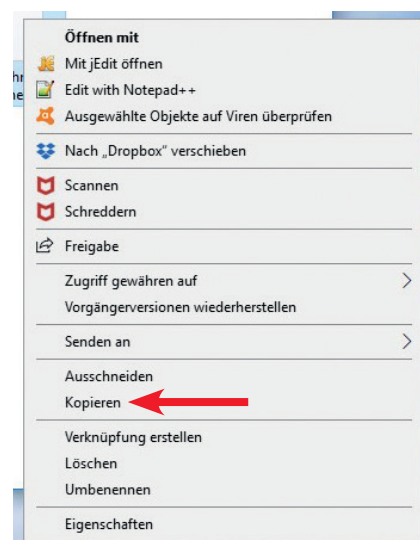 Öffnen mit
Mit jEdit öffnen
Edit with Notepad++
Ausgewählte Objekte auf Viren überprüfen
Nach „Dropbox" verschieben
Scannen
Schreddern
Freigabe
Zugriff gewähren auf
Vorgängerversionen wiederherstellen
Senden an
Ausschneiden
Kopieren
Verknüpfung erstellen
Löschen
Umbenennen
Eigenschaften